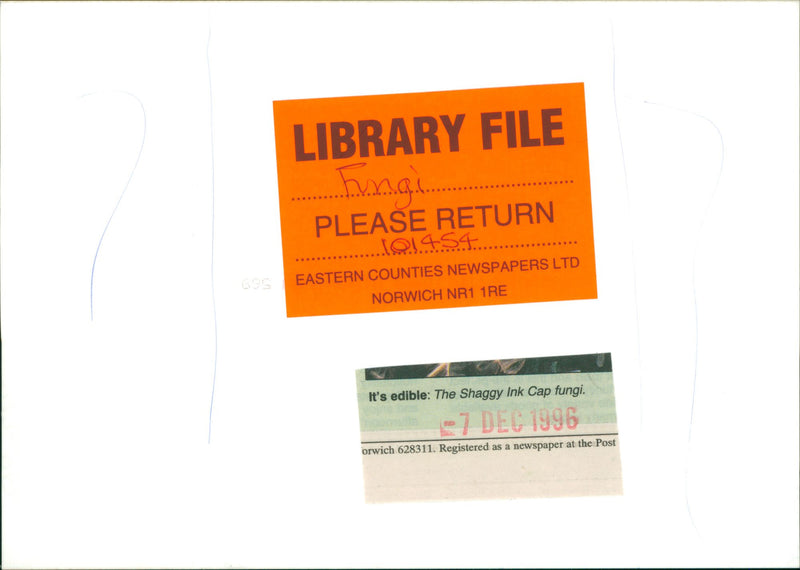 LIBRARY FILE
Fungi
PLEASE RETURN
101454
EASTERN COUNTIES NEWSPAPERS LTD
NORWICH NR1 1RE
It's edible: The Shaggy Ink Cap fungi.
-7 DEC 1996
orwich 628311. Registered as a newspaper at the Post